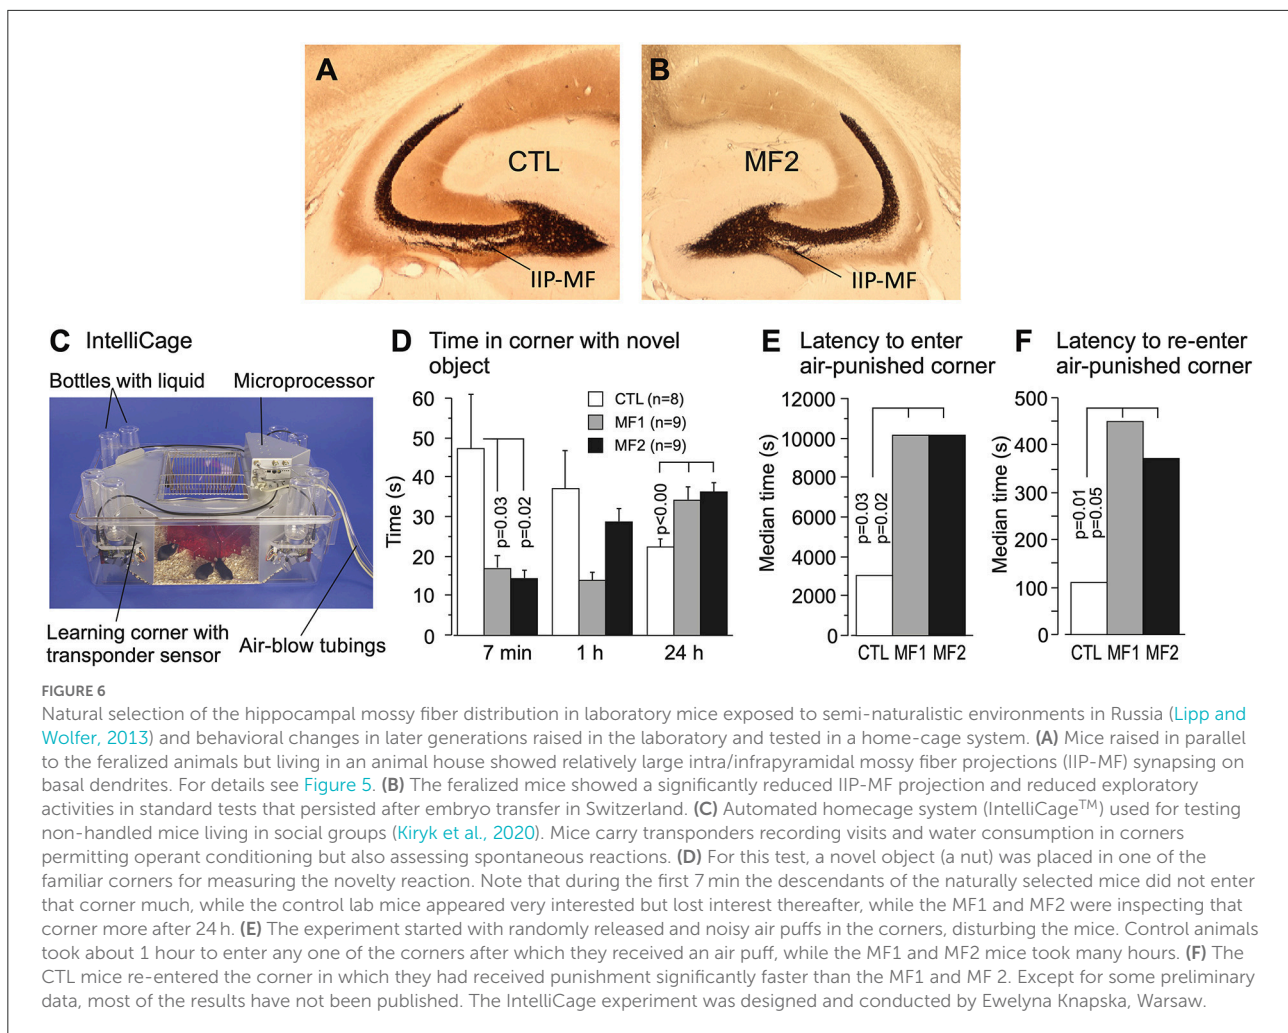 A
CTL
IIP-MF
B
MF2
IIP-MF
C IntelliCage
Bottles with liquid
Microprocessor
Learning corner with
transponder sensor
Air-blow tubings
D Time in corner with novel
object
CTL (n=8)
MF1 (n=9)
MF2 (n=9)
Time (s)
60
50
40
30
20
10
0
p=0.03
p=0.02
p<0.00
7 min
1 h
24 h
E Latency to enter
air-punished corner
Median time (s)
12000
10000
8000
6000
4000
2000
0
p=0.03
p=0.02
CTL MF1 MF2
F Latency to re-enter
air-punished corner
Median time (s)
500
400
300
200
100
0
p=0.01
p=0.05
CTL MF1 MF2
FIGURE 6
Natural selection of the hippocampal mossy fiber distribution in laboratory mice exposed to semi-naturalistic environments in Russia (Lipp and
Wolfer, 2013) and behavioral changes in later generations raised in the laboratory and tested in a home-cage system. (A) Mice raised in parallel
to the feralized animals but living in an animal house showed relatively large intra/infrapyramidal mossy fiber projections (IIP-MF) synapsing on
basal dendrites. For details see Figure 5. (B) The feralized mice showed a significantly reduced IIP-MF projection and reduced exploratory
activities in standard tests that persisted after embryo transfer in Switzerland. (C) Automated homecage system (IntelliCage™) used for testing
non-handled mice living in social groups (Kiryk et al., 2020). Mice carry transponders recording visits and water consumption in corners
permitting operant conditioning but also assessing spontaneous reactions. (D) For this test, a novel object (a nut) was placed in one of the
familiar corners for measuring the novelty reaction. Note that during the first 7 min the descendants of the naturally selected mice did not enter
that corner much, while the control lab mice appeared very interested but lost interest thereafter, while the MF1 and MF2 were inspecting that
corner more after 24 h. (E) The experiment started with randomly released and noisy air puffs in the corners, disturbing the mice. Control animals
took about 1 hour to enter any one of the corners after which they received an air puff, while the MF1 and MF2 mice took many hours. (F) The
CTL mice re-entered the corner in which they had received punishment significantly faster than the MF1 and MF 2. Except for some preliminary
data, most of the results have not been published. The IntelliCage experiment was designed and conducted by Ewelyna Knapska, Warsaw.